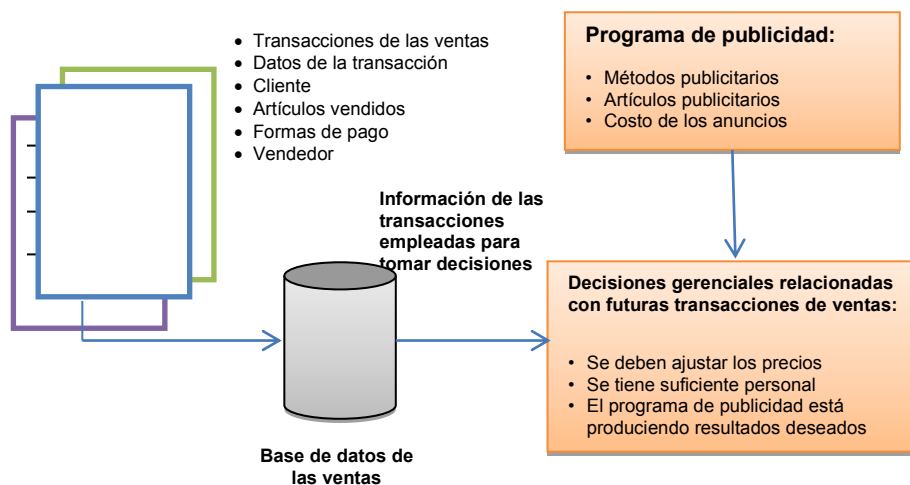 • Transacciones de las ventas
• Datos de la transacción
• Cliente
• Artículos vendidos
• Formas de pago
• Vendedor
Programa de publicidad:
• Métodos publicitarios
• Artículos publicitarios
• Costo de los anuncios
Información de las
transacciones
empleadas para
tomar decisiones
Decisiones gerenciales relacionadas
con futuras transacciones de ventas:
• Se deben ajustar los precios
• Se tiene suficiente personal
• El programa de publicidad está
produciendo resultados deseados
Base de datos de
las ventas